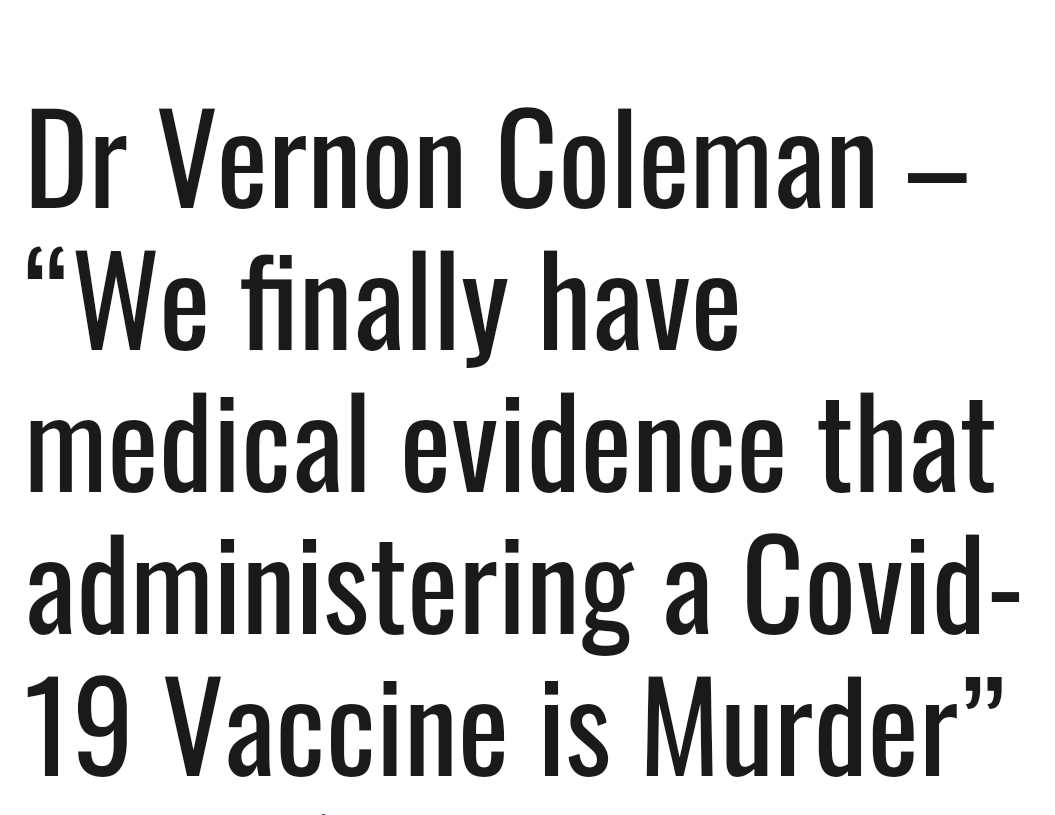 Dr Vernon Coleman –
“We finally have
medical evidence that
administering a Covid-
19 Vaccine is Murder”